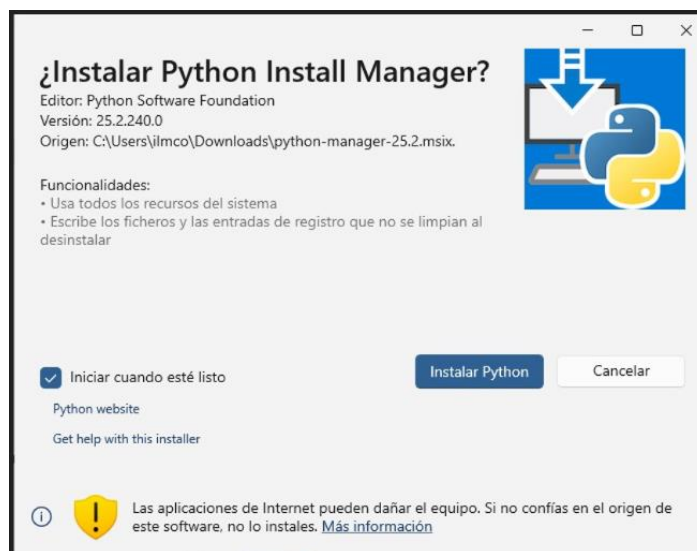 ¿Instalar Python Install Manager?
Editor: Python Software Foundation
Versión: 25.2.240.0
Origen: C:\Users\ilmco\Downloads\python-manager-25.2.msix.
Funcionalidades:
• Usa todos los recursos del sistema
• Escribe los ficheros y las entradas de registro que no se limpian al
desinstalar
Iniciar cuando esté listo
Instalar Python
Cancelar
Python website
Get help with this installer
Las aplicaciones de Internet pueden dañar el equipo. Si no confías en el origen de
este software, no lo instales. Más información